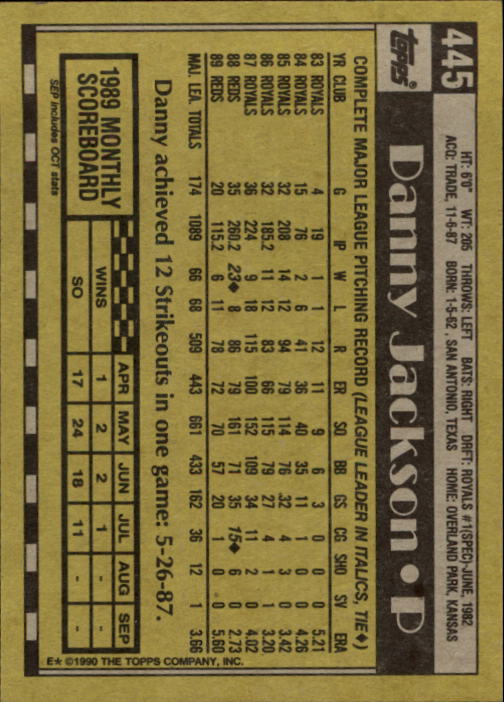 445
Topps®
HT: 6'0" WT: 205 THROWS: LEFT BATS: RIGHT DRFT: ROYALS #1(SPEC)-JUNE, 1982
ACQ: TRADE, 11-6-87 BORN: 1-5-62, SAN ANTONIO, TEXAS HOME: OVERLAND PARK, KANSAS
Danny Jackson • P
COMPLETE MAJOR LEAGUE PITCHING RECORD (LEAGUE LEADER IN ITALICS, TIE♦)
YR CLUB G IP W L R ER SO BB GS CG SHO SV ERA
83 ROYALS 4 19 1 1 12 11 9 6 3 0 0 0 5.21
84 ROYALS 15 76 2 6 41 36 40 35 11 1 0 0 4.26
85 ROYALS 32 208 14 12 94 79 114 76 32 4 3 0 3.42
86 ROYALS 32 185.2 11 12 83 66 115 79 27 4 1 1 3.20
87 ROYALS 36 224 9 18 115 100 152 109 34 11 2 0 4.02
88 REDS 35 260.2 23♦ 8 86 79 161 71 35 15♦ 6 0 2.73
89 REDS 20 115.2 6 11 78 72 70 57 20 1 0 0 5.60
MAJ. LEA. TOTALS 174 1089 66 68 509 443 661 433 162 36 12 1 3.66
Danny achieved 12 Strikeouts in one game: 5-26-87.
1989 MONTHLY
SCOREBOARD
APR MAY JUN JUL AUG SEP
WINS 1 2 2 1 - -
SO 17 24 18 11 - -
SEP includes OCT stats
E★ ©1990 THE TOPPS COMPANY, INC.